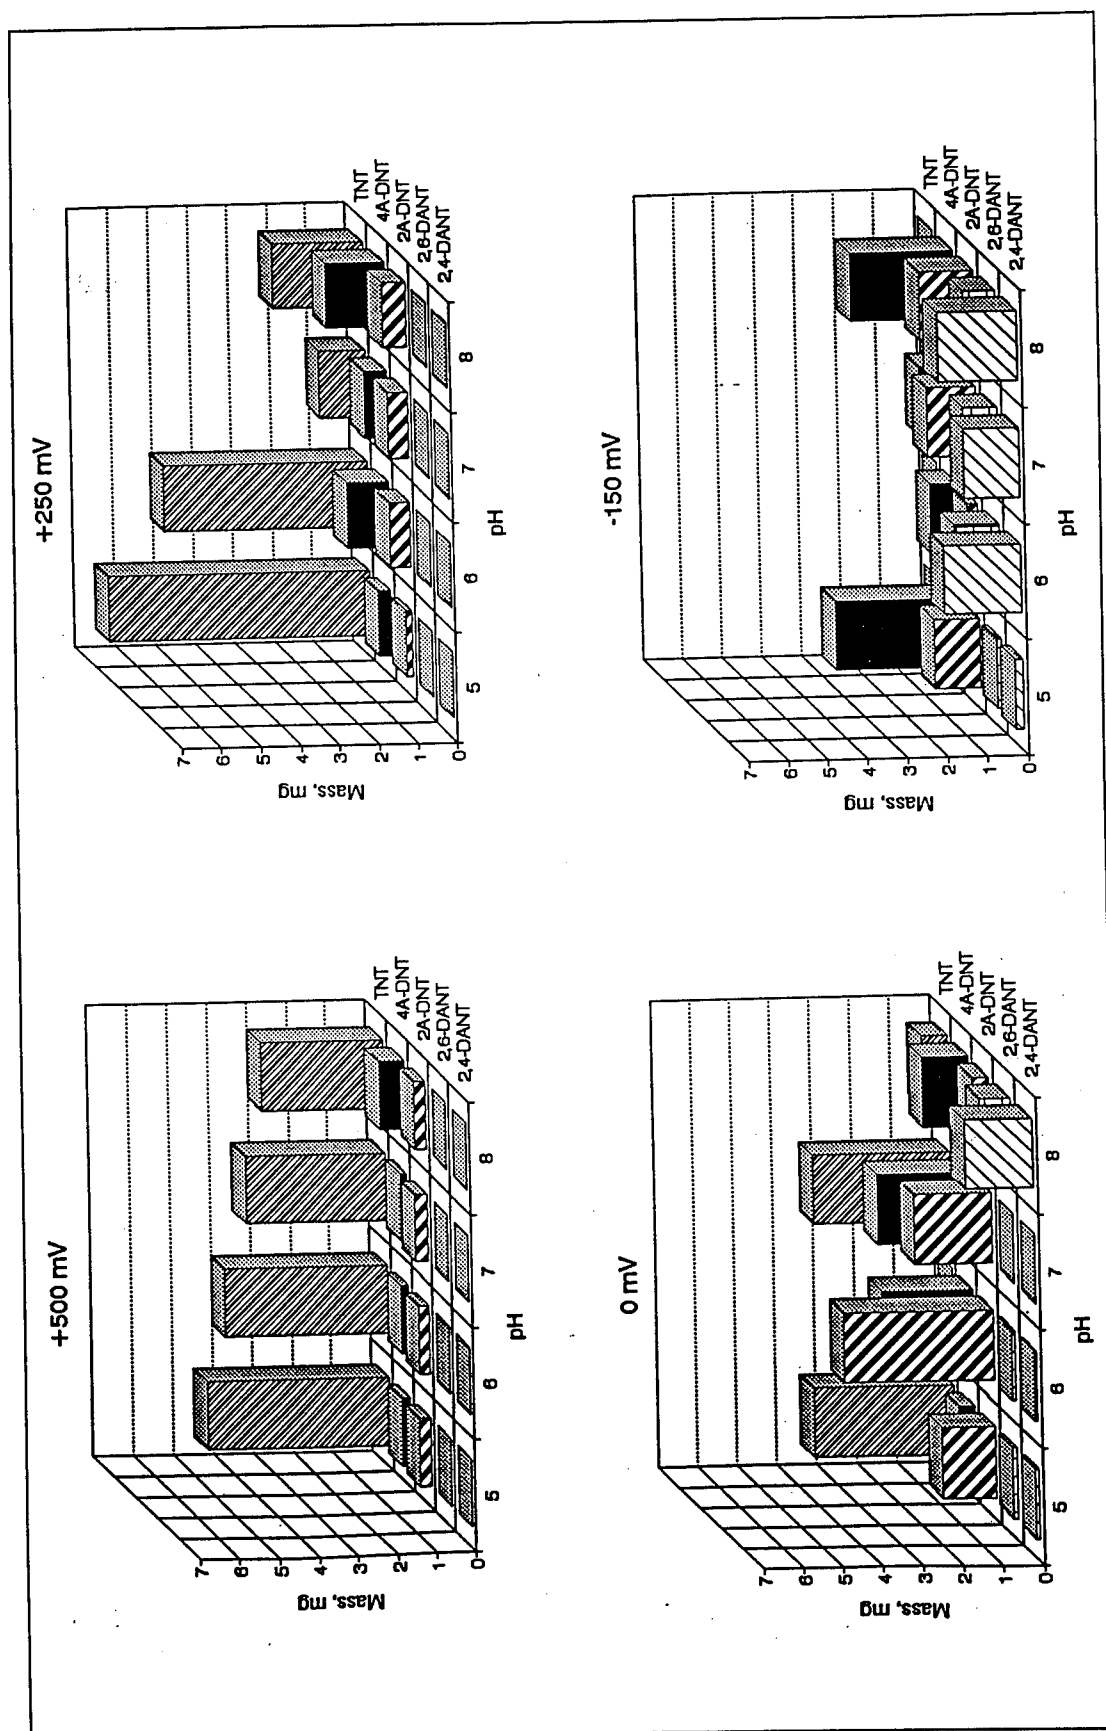 +500 mV
Mass, mg
7
6
5
4
3
2
1
0
5
6
7
8
pH
TNT
4A-DNT
2A-DNT
2,6-DANT
2,4-DANT
+250 mV
Mass, mg
7
6
5
4
3
2
1
0
5
6
7
8
pH
TNT
4A-DNT
2A-DNT
2,6-DANT
2,4-DANT
0 mV
Mass, mg
7
6
5
4
3
2
1
0
5
6
7
8
pH
TNT
4A-DNT
2A-DNT
2,6-DANT
2,4-DANT
-150 mV
Mass, mg
7
6
5
4
3
2
1
0
5
6
7
8
pH
TNT
4A-DNT
2A-DNT
2,6-DANT
2,4-DANT